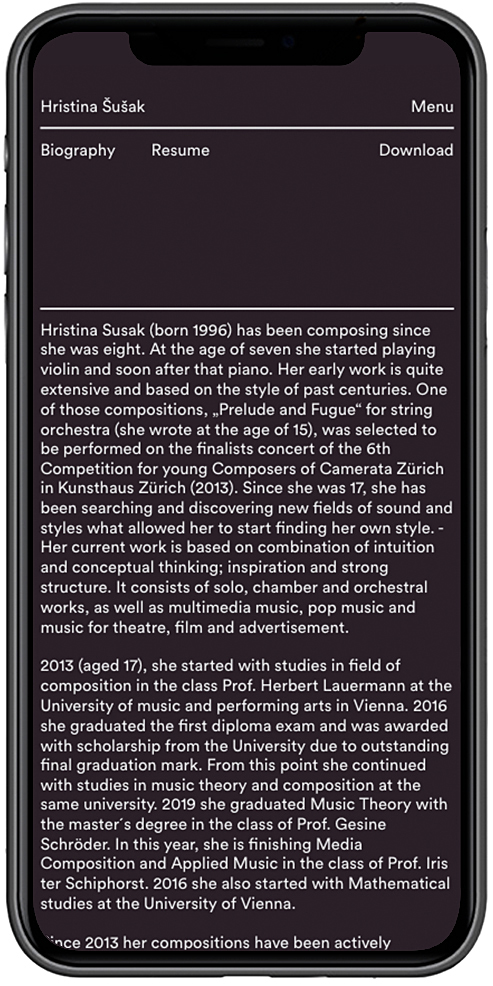 Hristina Šušak Menu
Biography Resume Download
Hristina Susak (born 1996) has been composing since
she was eight. At the age of seven she started playing
violin and soon after that piano. Her early work is quite
extensive and based on the style of past centuries. One
of those compositions, „Prelude and Fugue“ for string
orchestra (she wrote at the age of 15), was selected to
be performed on the finalists concert of the 6th
Competition for young Composers of Camerata Zürich
in Kunsthaus Zürich (2013). Since she was 17, she has
been searching and discovering new fields of sound and
styles what allowed her to start finding her own style. -
Her current work is based on combination of intuition
and conceptual thinking; inspiration and strong
structure. It consists of solo, chamber and orchestral
works, as well as multimedia music, pop music and
music for theatre, film and advertisement.
2013 (aged 17), she started with studies in field of
composition in the class Prof. Herbert Lauermann at the
University of music and performing arts in Vienna. 2016
she graduated the first diploma exam and was awarded
with scholarship from the University due to outstanding
final graduation mark. From this point she continued
with studies in music theory and composition at the
same university. 2019 she graduated Music Theory with
the master´s degree in the class of Prof. Gesine
Schröder. In this year, she is finishing Media
Composition and Applied Music in the class of Prof. Iris
ter Schiphorst. 2016 she also started with Mathematical
studies at the University of Vienna.
Since 2013 her compositions have been actively